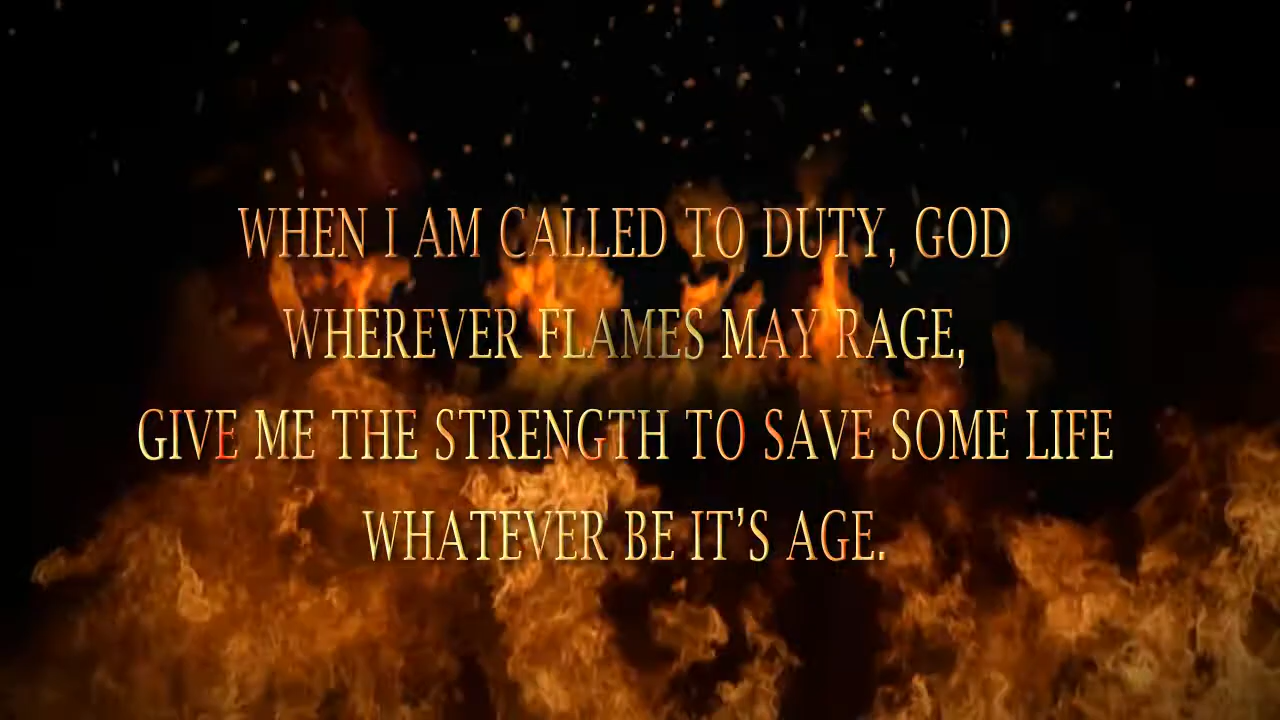 WHEN I AM CALLED TO DUTY, GOD
WHEREVER FLAMES MAY RAGE,
GIVE ME THE STRENGTH TO SAVE SOME LIFE
WHATEVER BE IT'S AGE.